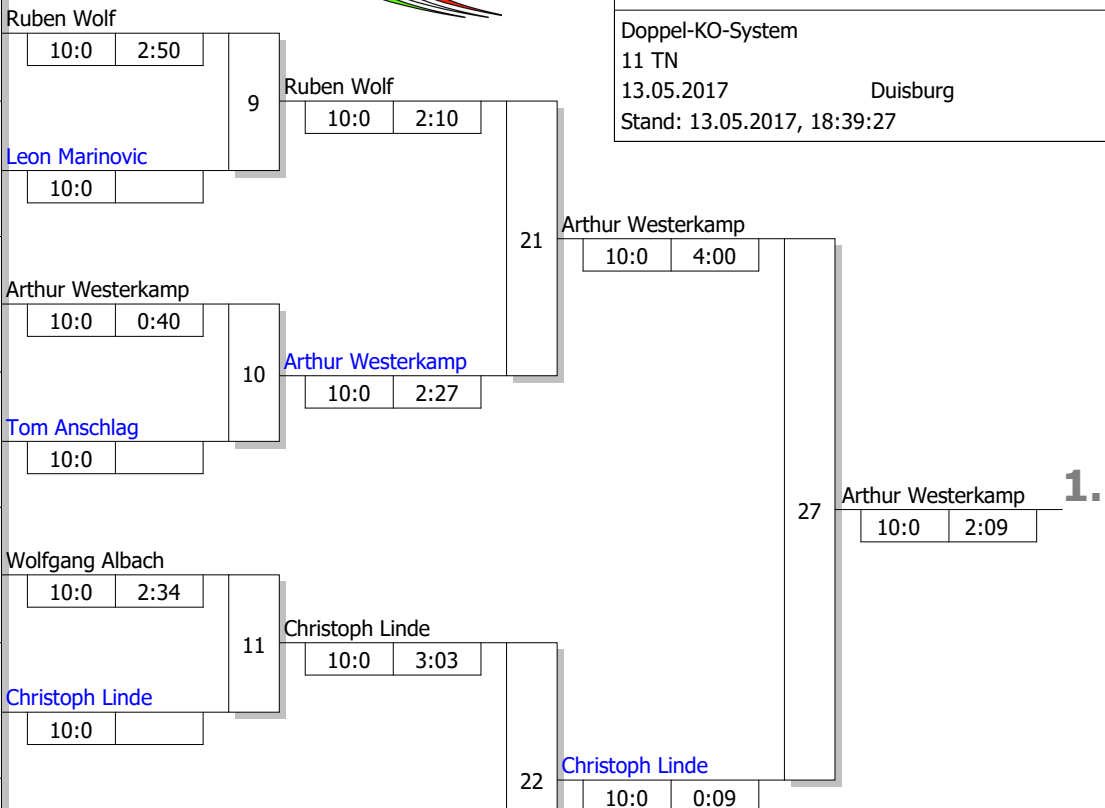 Ruben Wolf
10:0 2:50
9
Leon Marinovic
10:0
Ruben Wolf
10:0 2:10
Doppel-KO-System
11 TN
13.05.2017 Duisburg
Stand: 13.05.2017, 18:39:27
21
Arthur Westerkamp
10:0 4:00
Arthur Westerkamp
10:0 0:40
10
Arthur Westerkamp
10:0 2:27
Tom Anschlag
10:0
27
Arthur Westerkamp
10:0 2:09
1.
Wolfgang Albach
10:0 2:34
11
Christoph Linde
10:0 3:03
Christoph Linde
10:0
22
Christoph Linde
10:0 0:09